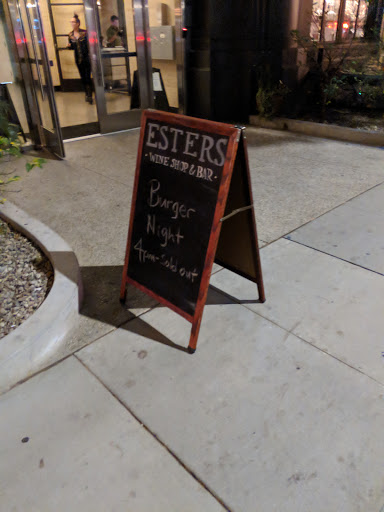 ESTERS
- WINE SHOP & BAR -
Burger
Night
4pm-Sold out